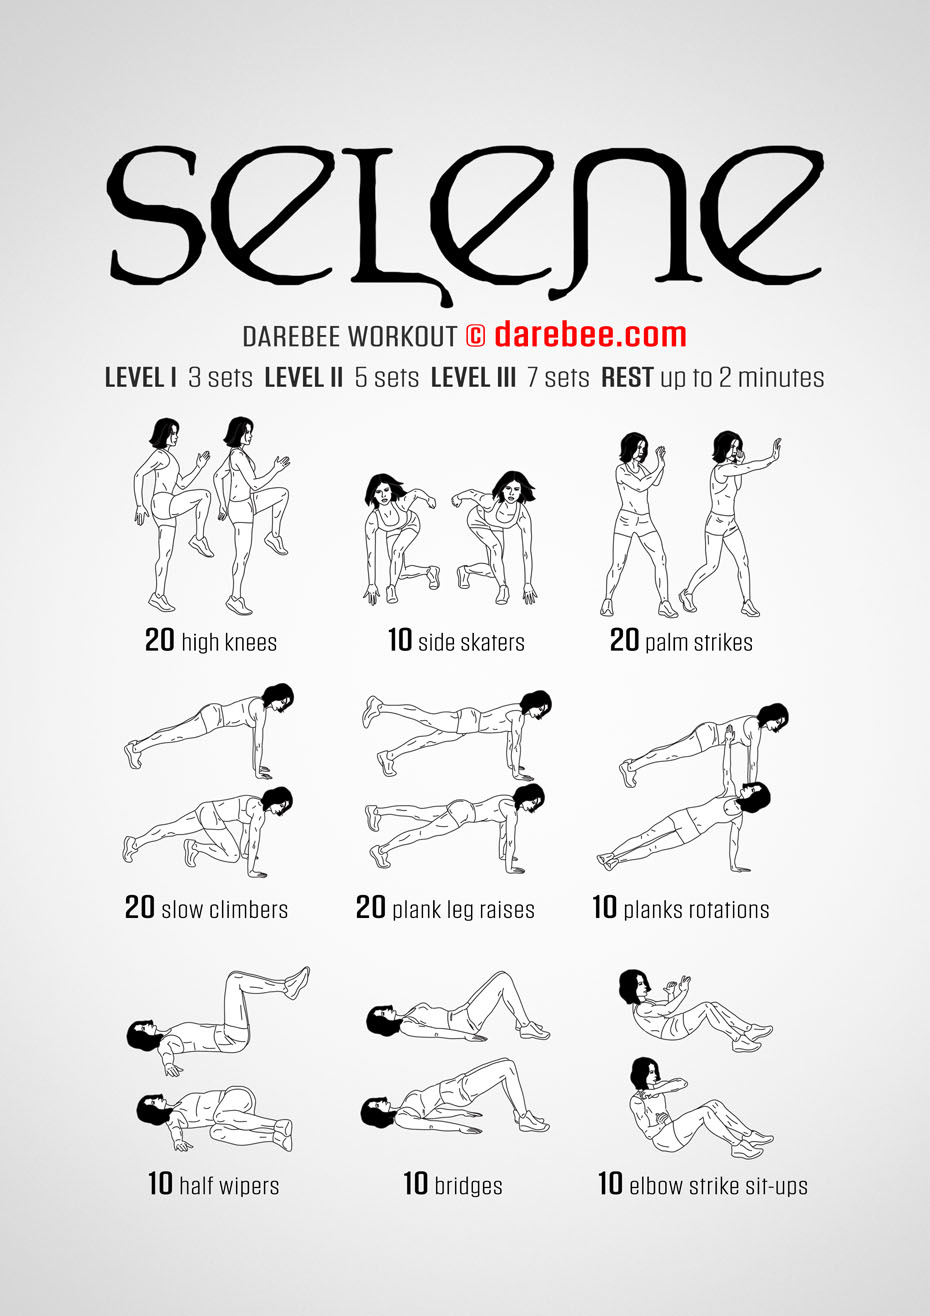 SELENE
DAREBEE WORKOUT © darebee.com
LEVEL I 3 sets LEVEL II 5 sets LEVEL III 7 sets REST up to 2 minutes
20 high knees
10 side skaters
20 palm strikes
20 slow climbers
20 plank leg raises
10 planks rotations
10 half wipers
10 bridges
10 elbow strike sit-ups